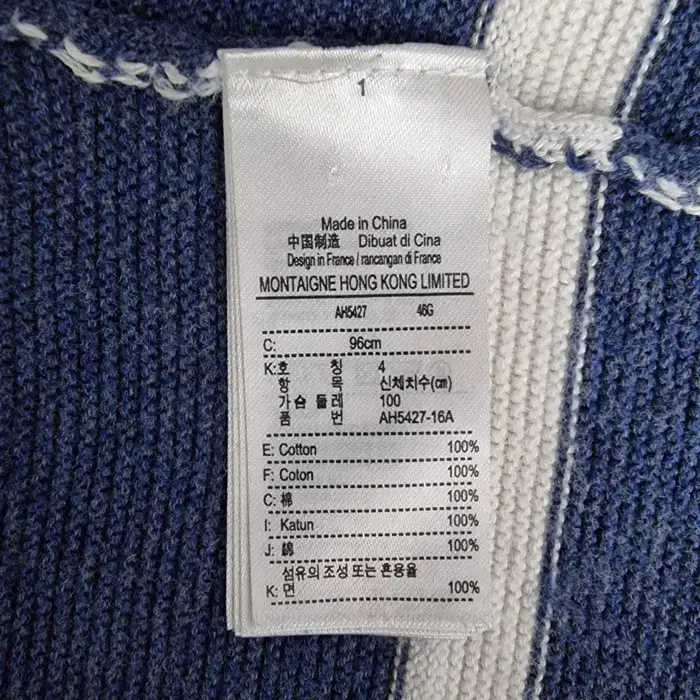 1
Made in China
中国制造 Dibuat di Cina
Design in France / rancangan di France
MONTAIGNE HONG KONG LIMITED
AH5427 46G
C: 96cm
K:호 칭 4
항 목 신체치수(cm)
가슴 둘레 100
품 번 AH5427-16A
E: Cotton 100%
F: Coton 100%
C: 棉 100%
I: Katun 100%
J: 綿 100%
섬유의 조성 또는 혼용율
K: 면 100%